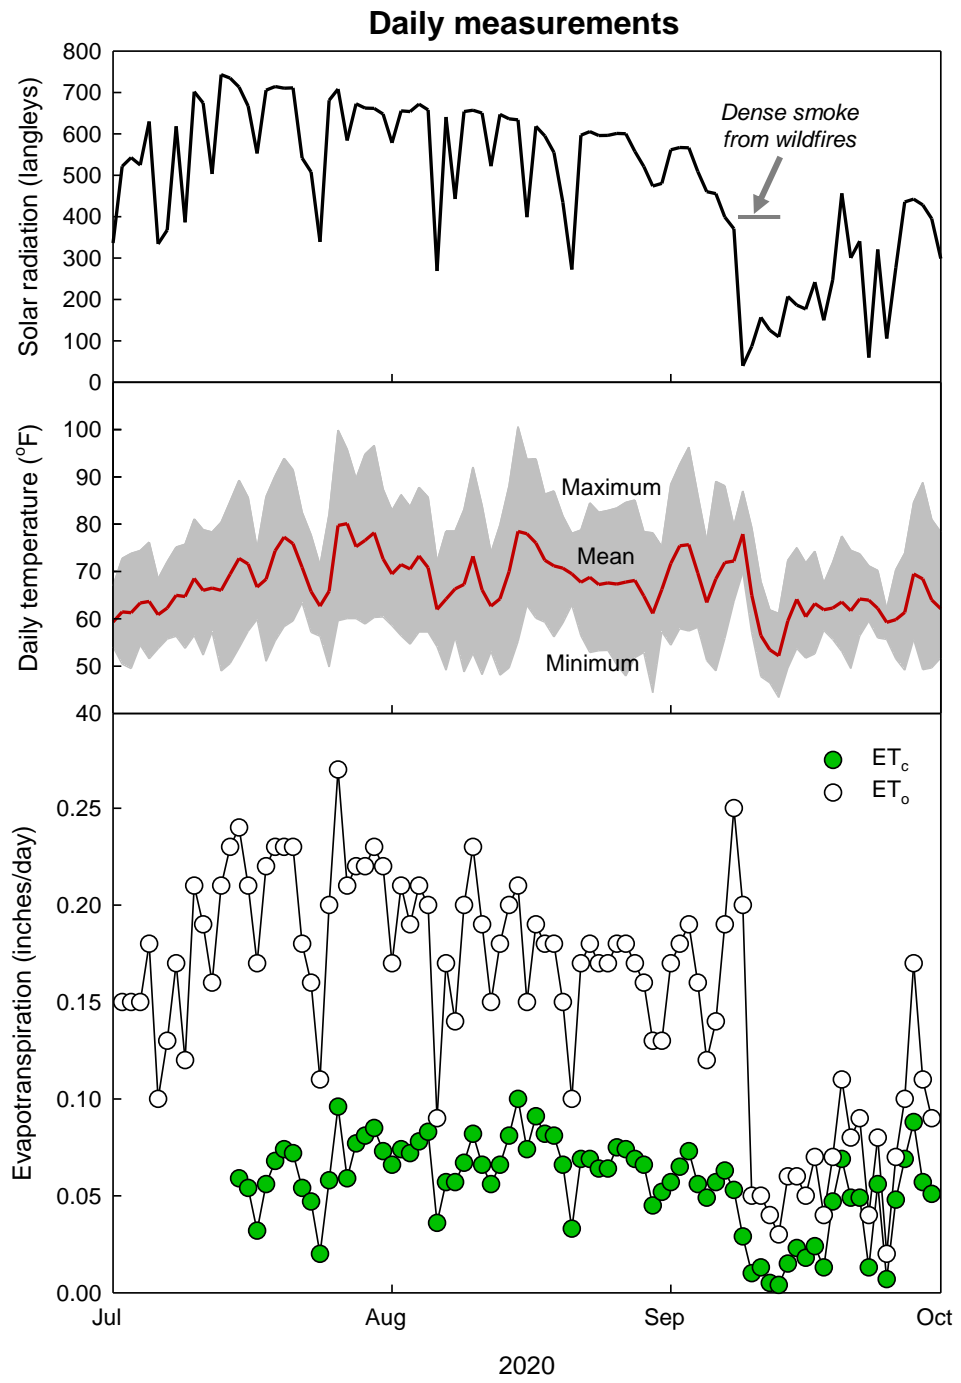 Daily measurements
Solar radiation (langleys)
800
700
600
500
400
300
200
100
0
Dense smoke
from wildfires
Daily temperature (°F)
100
90
80
70
60
50
40
Maximum
Mean
Minimum
Evapotranspiration (inches/day)
0.25
0.20
0.15
0.10
0.05
0.00
ETc
ETo
Jul Aug Sep Oct
2020